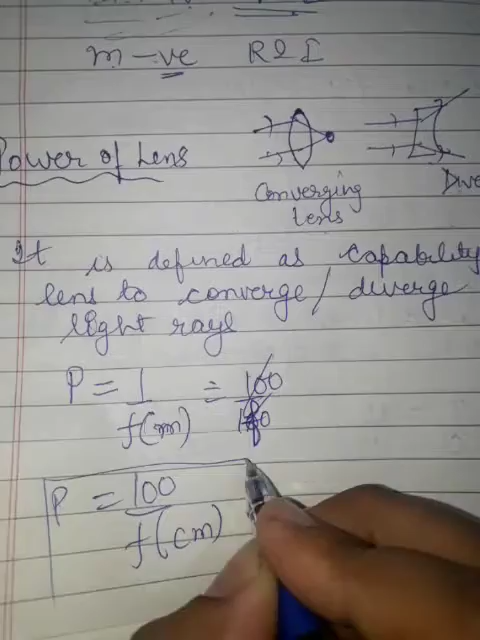 m -ve R&I
Power of Lens
Converging
lens
Dive
It is defined as capability
lens to converge/diverge
light rays
P = 1/f(m) = 100
P = 100/f(cm)